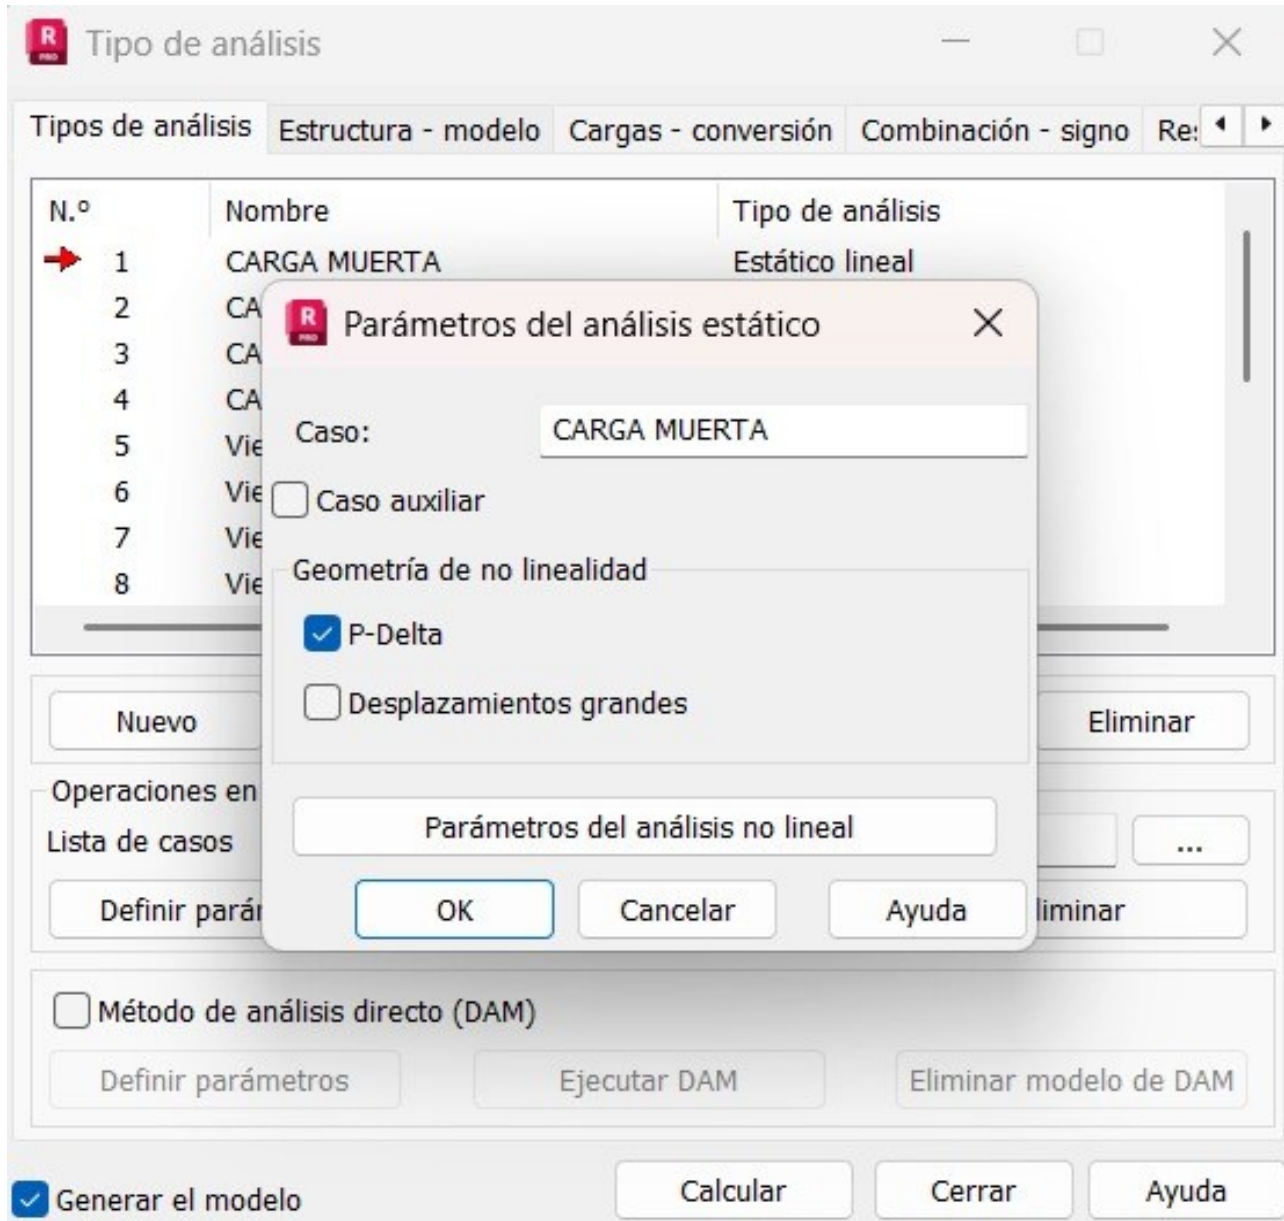 R
PRO
Tipo de análisis
Tipos de análisis Estructura - modelo Cargas - conversión Combinación - signo Re
N.º Nombre Tipo de análisis
1 CARGA MUERTA Estático lineal
2 CA
3 CA
4 CA
5 Vie
6 Vie
7 Vie
8 Vie
R
PRO
Parámetros del análisis estático
Caso: CARGA MUERTA
Caso auxiliar
Geometría de no linealidad
P-Delta
Desplazamientos grandes
Parámetros del análisis no lineal
OK Cancelar Ayuda
Nuevo Eliminar
Operaciones en
Lista de casos ...
Definir parár liminar
Método de análisis directo (DAM)
Definir parámetros Ejecutar DAM Eliminar modelo de DAM
Generar el modelo Calcular Cerrar Ayuda